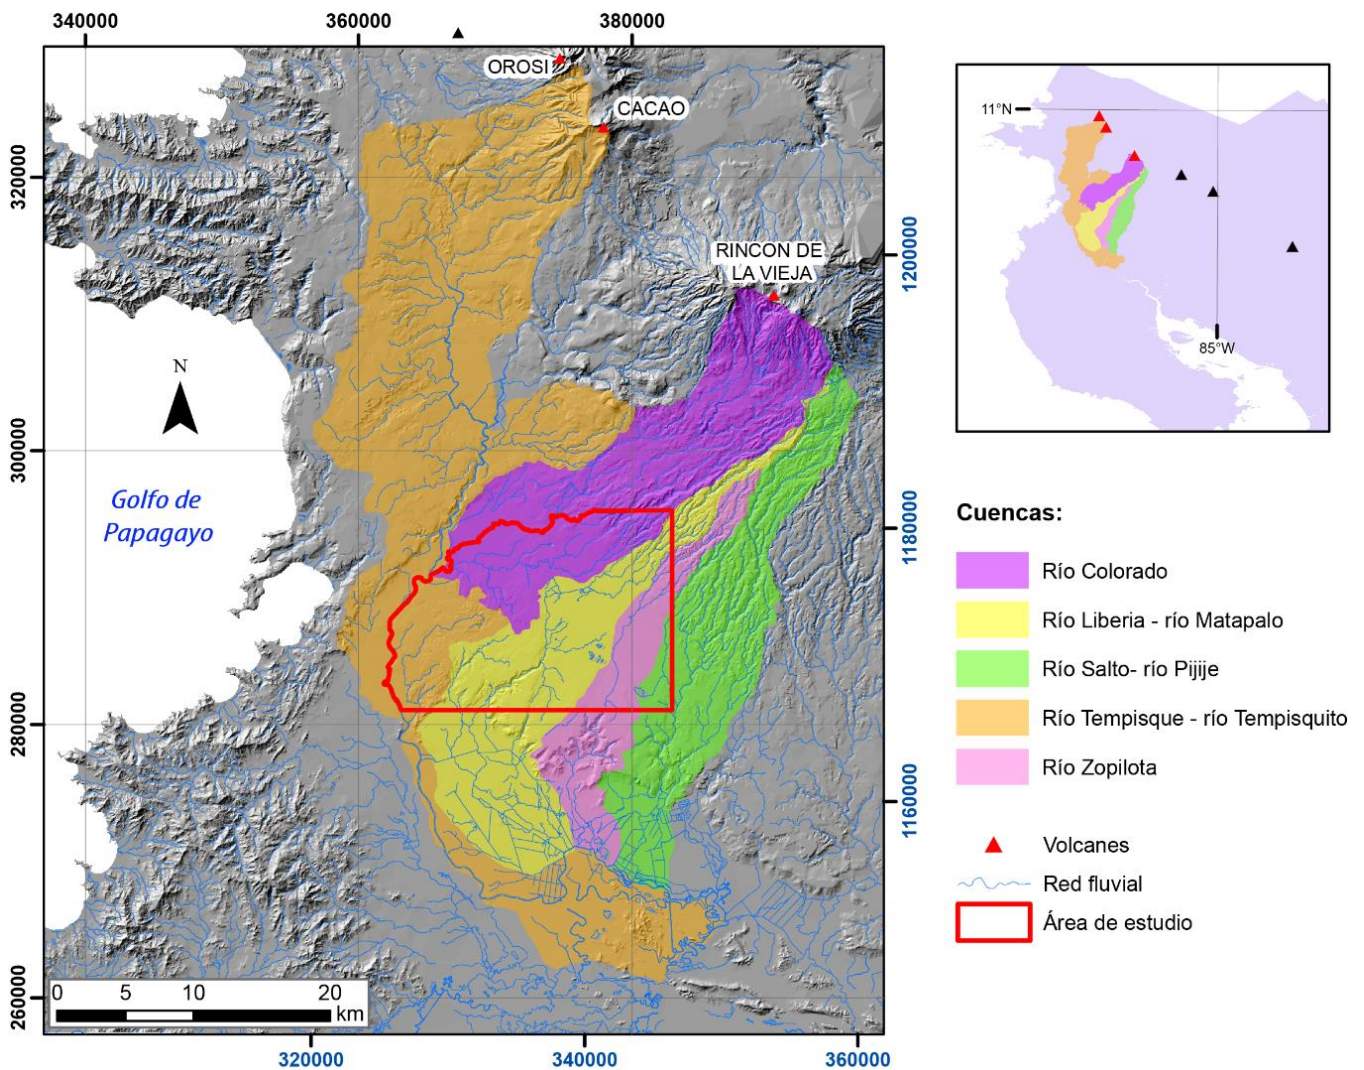 340000
360000
380000
OROSI
CACAO
RINCON DE
LA VIEJA
320000
300000
280000
260000
1200000
1180000
1160000
N
Golfo de
Papagayo
0
5
10
20
km
320000
340000
360000
11°N
85°W
Cuencas:
Río Colorado
Río Liberia - río Matapalo
Río Salto- río Pijije
Río Tempisque - río Tempisquito
Río Zopilota
Volcanes
Red fluvial
Área de estudio